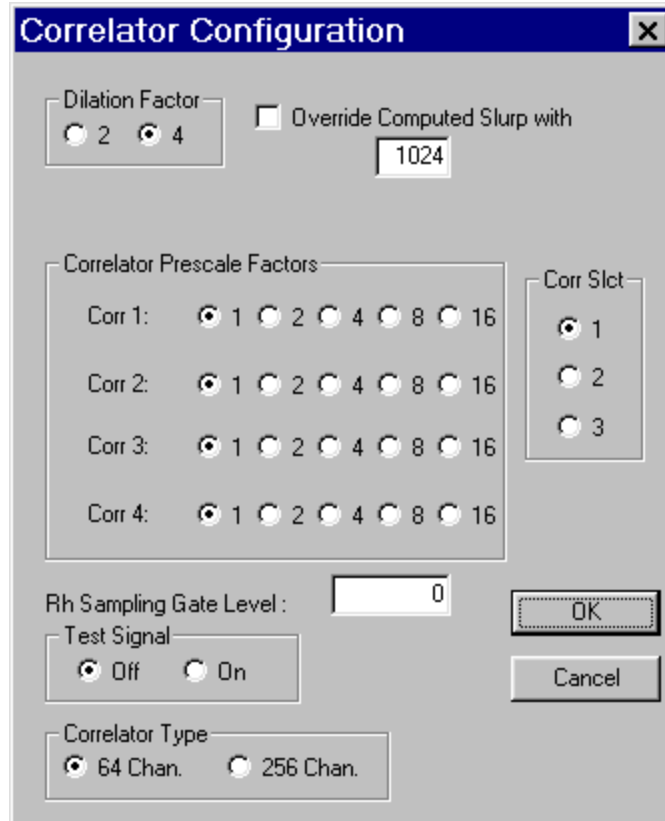 Correlator Configuration
Dilation Factor
2 4
Override Computed Slurp with
1024
Correlator Prescale Factors
Corr 1: 1 2 4 8 16
Corr 2: 1 2 4 8 16
Corr 3: 1 2 4 8 16
Corr 4: 1 2 4 8 16
Corr Slct
1
2
3
Rh Sampling Gate Level : 0
Test Signal
Off On
OK
Cancel
Correlator Type
64 Chan. 256 Chan.